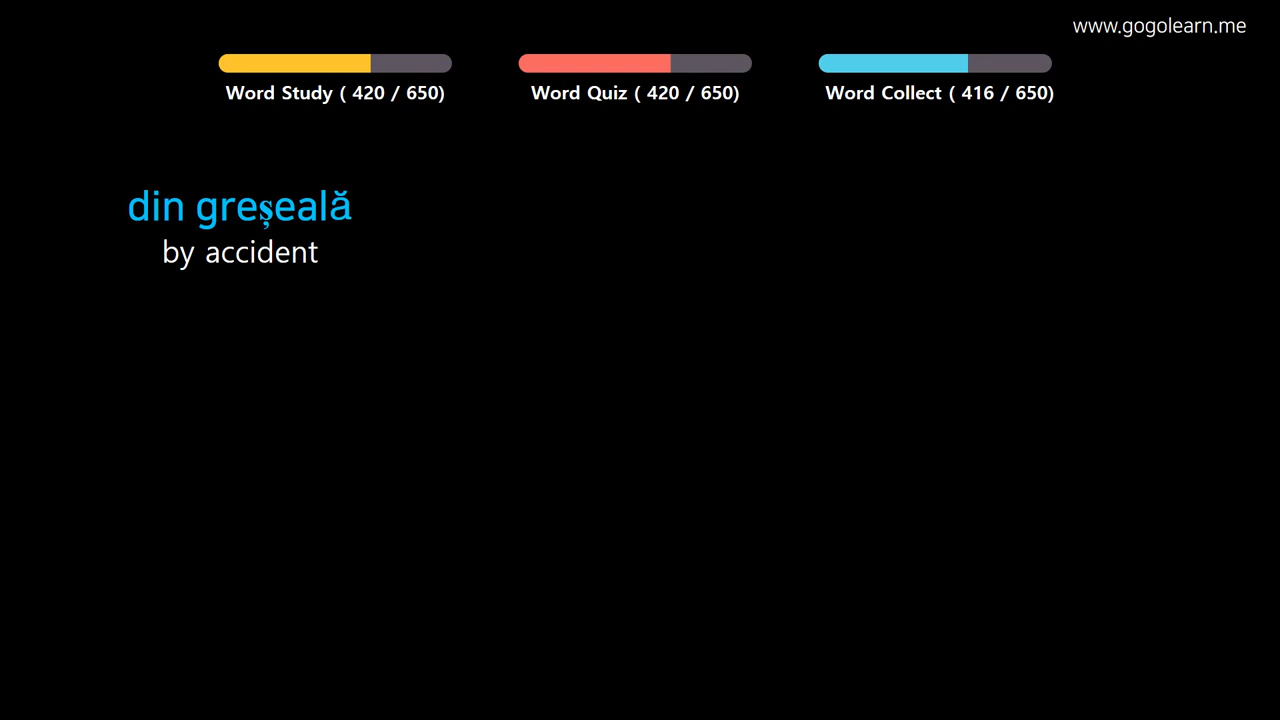 www.gogolearn.me
Word Study ( 420 / 650)
Word Quiz ( 420 / 650)
Word Collect ( 416 / 650)
din greșeală
by accident